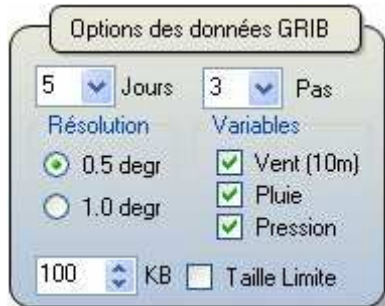 Options des données GRIB
5 Jours 3 Pas
Résolution Variables
0.5 degr Vent (10m)
1.0 degr Pluie
Pression
100 KB Taille Limite